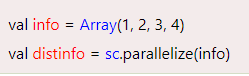 val info = Array(1, 2, 3, 4)
val distinfo = sc.parallelize(info)